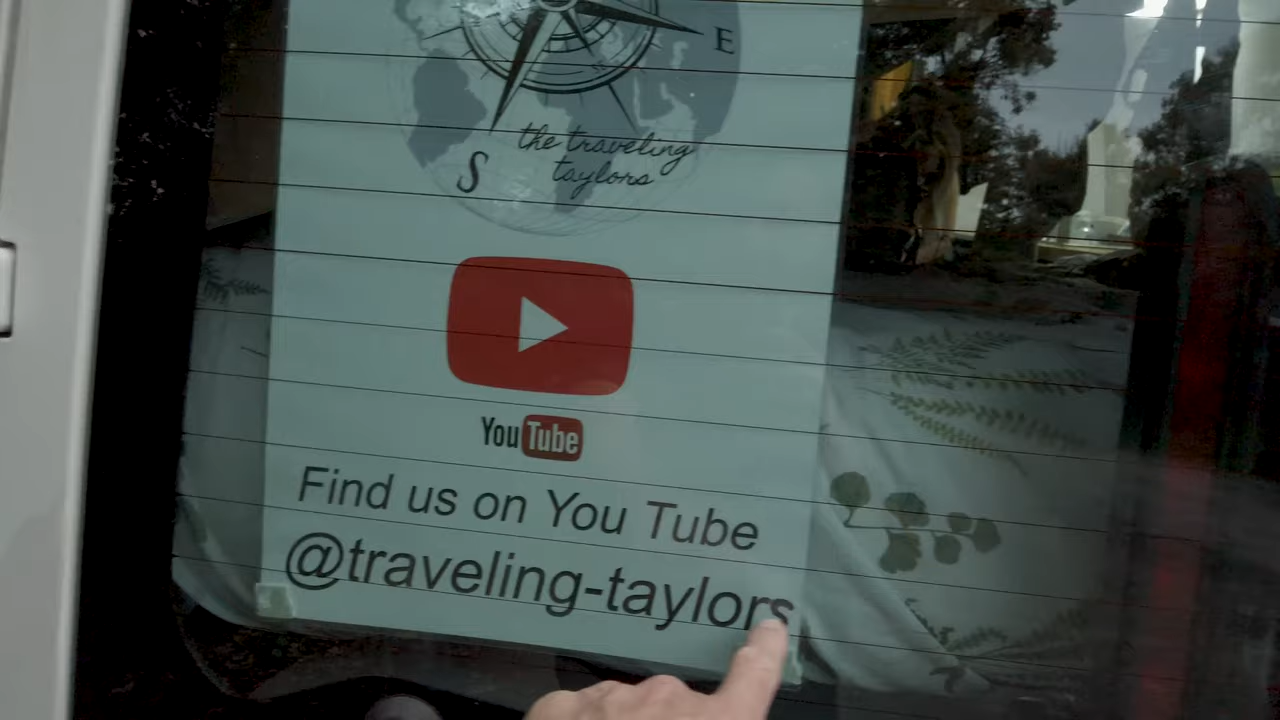 E
S
the traveling
taylors
YouTube
Find us on You Tube
@traveling-taylors